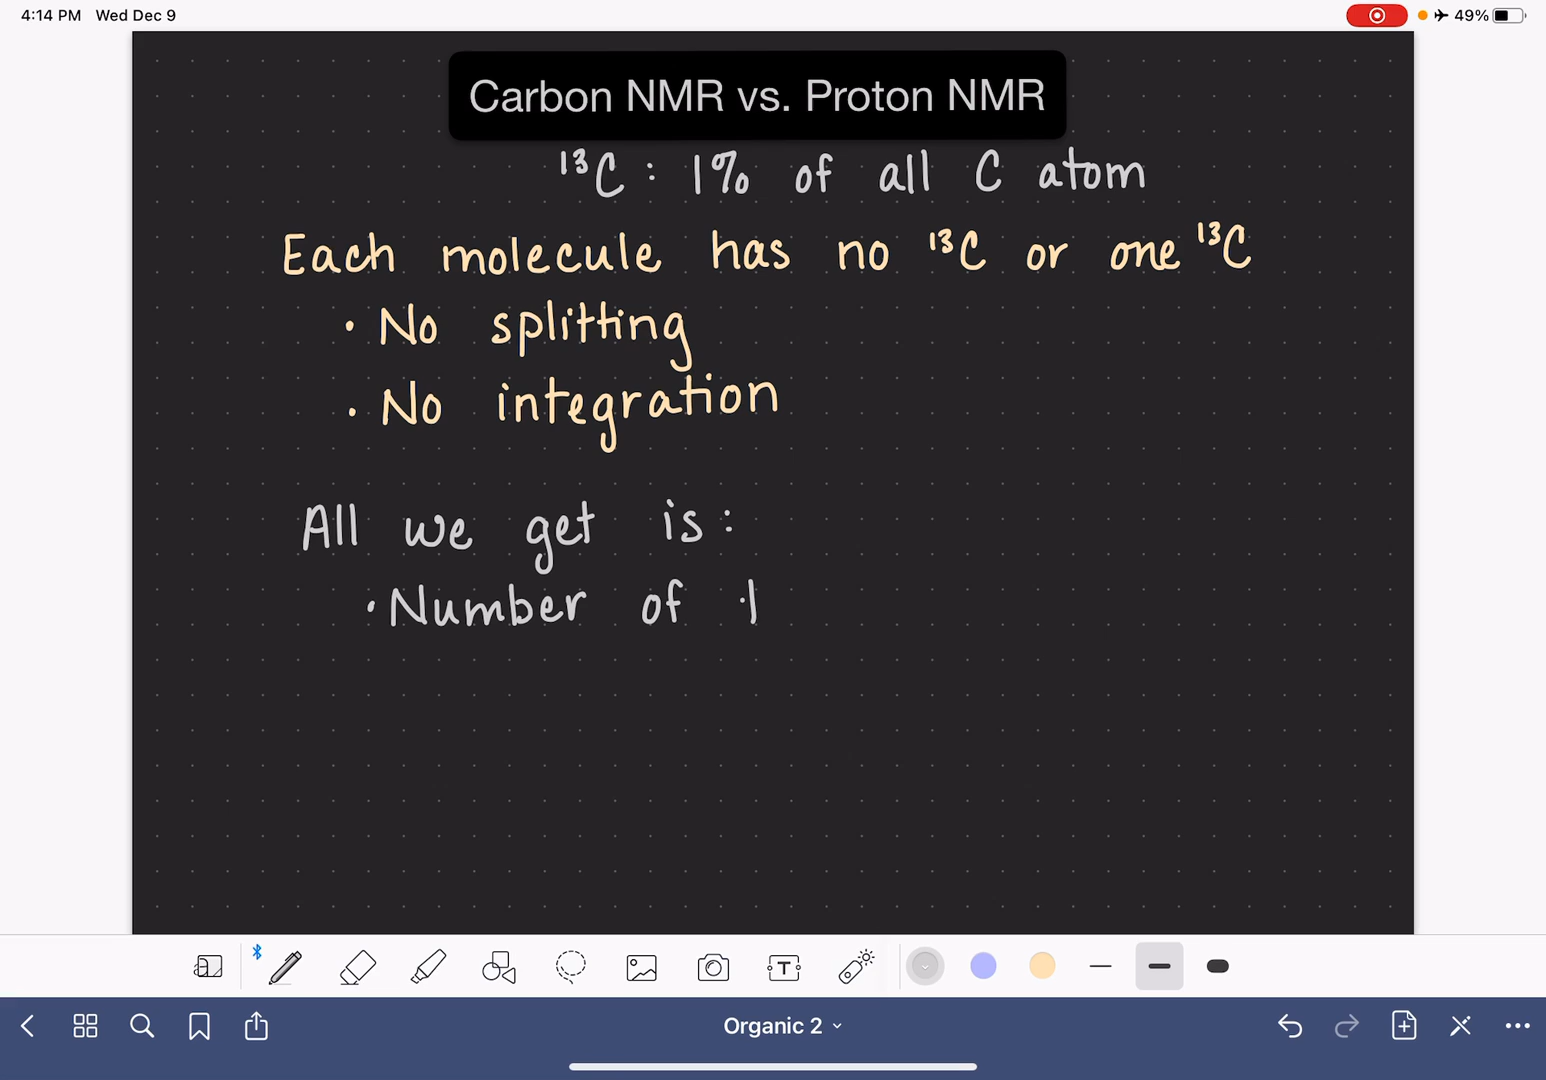 4:14 PM Wed Dec 9 49%
Carbon NMR vs. Proton NMR
¹³C : 1% of all C atom
Each molecule has no ¹³C or one ¹³C
• No splitting
• No integration
All we get is:
• Number of
Organic 2